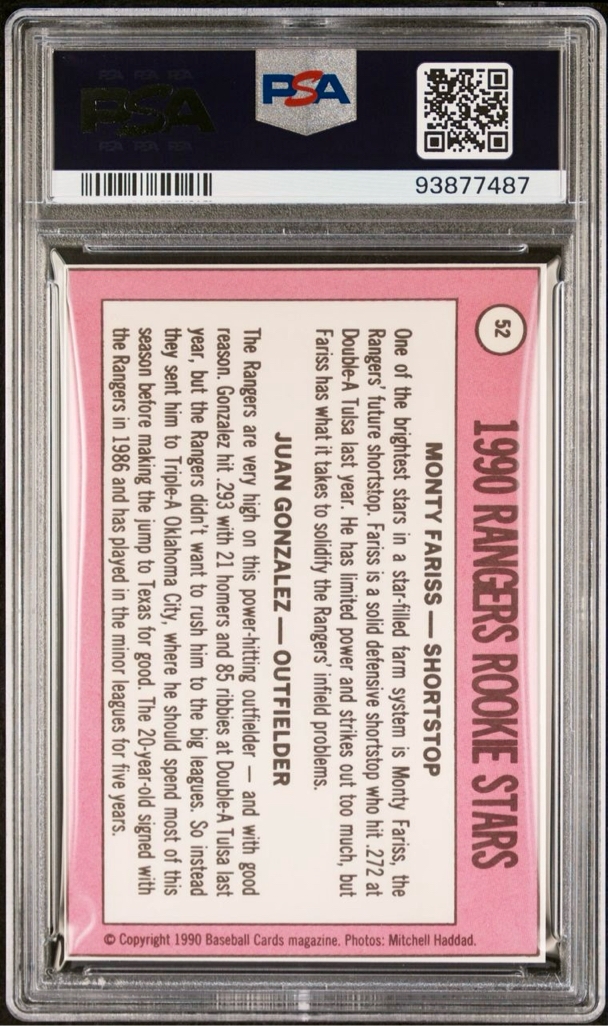 PSA
PSA
93877487
52
1990 RANGERS ROOKIE STARS
MONTY FARISS — SHORTSTOP
One of the brightest stars in a star-filled farm system is Monty Fariss, the
Rangers' future shortstop. Fariss is a solid defensive shortstop who hit .272 at
Double-A Tulsa last year. He has limited power and strikes out too much, but
Fariss has what it takes to solidify the Rangers' infield problems.
JUAN GONZALEZ — OUTFIELDER
The Rangers are very high on this power-hitting outfielder — and with good
reason. Gonzalez hit .293 with 21 homers and 85 ribbies at Double-A Tulsa last
year, but the Rangers didn't want to rush him to the big leagues. So instead
they sent him to Triple-A Oklahoma City, where he should spend most of this
season before making the jump to Texas for good. The 20-year-old signed with
the Rangers in 1986 and has played in the minor leagues for five years.
© Copyright 1990 Baseball Cards magazine. Photos: Mitchell Haddad.